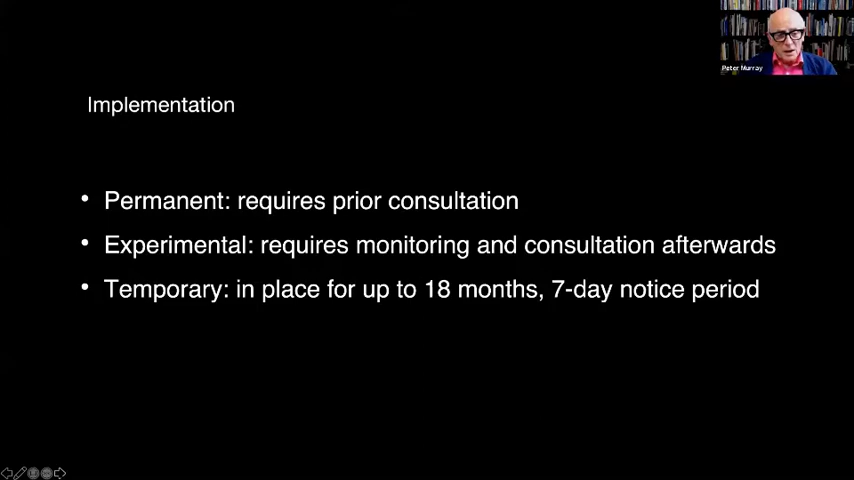 Peter Murray
Implementation
• Permanent: requires prior consultation
• Experimental: requires monitoring and consultation afterwards
• Temporary: in place for up to 18 months, 7-day notice period